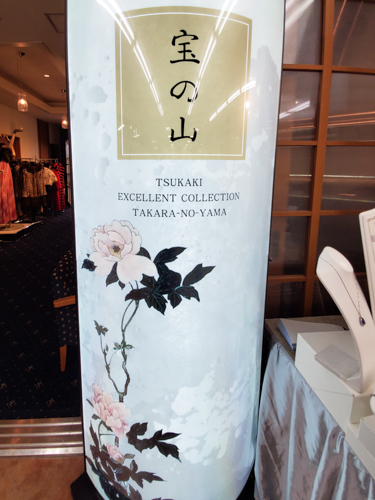 宝の山
TSUKAKI
EXCELLENT COLLECTION
TAKARA-NO-YAMA